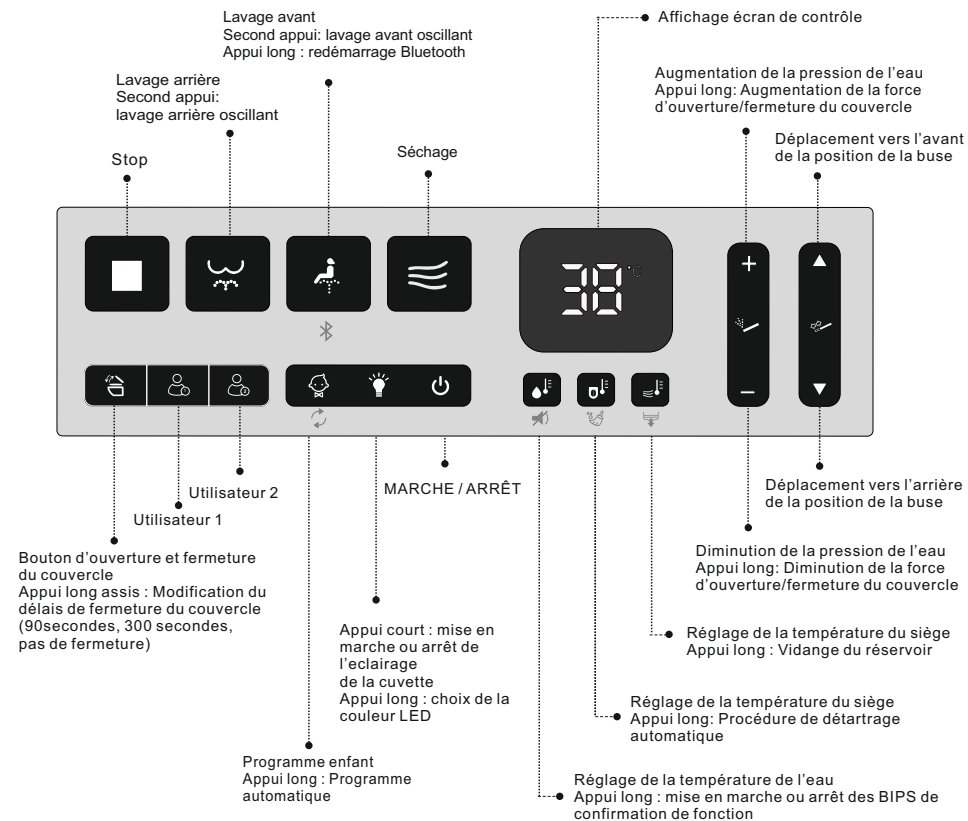 Lavage avant
Second appui: lavage avant oscillant
Appui long : redémarrage Bluetooth
Affichage écran de contrôle
Lavage arrière
Second appui:
lavage arrière oscillant
Augmentation de la pression de l'eau
Appui long: Augmentation de la force
d'ouverture/fermeture du couvercle
Stop
Séchage
Déplacement vers l'avant
de la position de la buse
38 °C
Utilisateur 2
Utilisateur 1
MARCHE / ARRÊT
Déplacement vers l'arrière
de la position de la buse
Bouton d'ouverture et fermeture
du couvercle
Appui long assis : Modification du
délais de fermeture du couvercle
(90secondes, 300 secondes,
pas de fermeture)
Diminution de la pression de l'eau
Appui long: Diminution de la force
d'ouverture/fermeture du couvercle
Appui court : mise en
marche ou arrêt de
l'eclairage
de la cuvette
Appui long : choix de la
couleur LED
Réglage de la température du siège
Appui long : Vidange du réservoir
Réglage de la température du siège
Appui long: Procédure de détartrage
automatique
Programme enfant
Appui long : Programme
automatique
Réglage de la température de l'eau
Appui long : mise en marche ou arrêt des BIPS de
confirmation de fonction